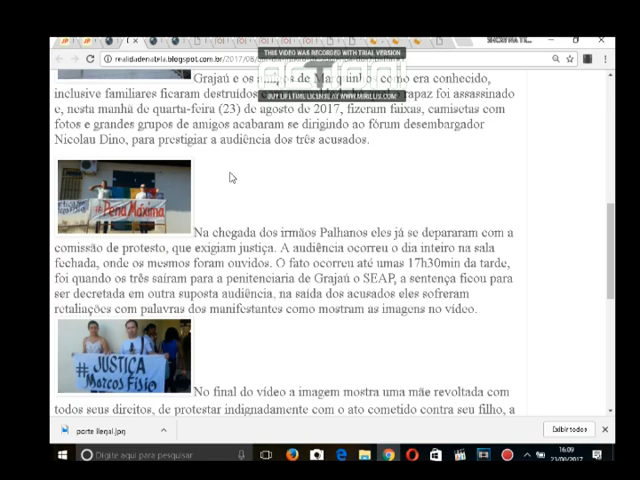 THIS VIDEO WAS RECORDED WITH TRIAL VERSION
realidadenatela.blogspot.com.br/2017/08/
BUY LIFETIME LICENSE AT WWW.MIRILLIS.COM!
Grajaú e os amigos de Marquinhos como era conhecido,
inclusive familiares ficaram destruídos rapaz foi assassinado
e, nesta manhã de quarta-feira (23) de agosto de 2017, fizeram faixas, camisetas com
fotos e grandes grupos de amigos acabaram se dirigindo ao fórum desembargador
Nicolau Dino, para prestigiar a audiência dos três acusados.
# Pena Máxima
Na chegada dos irmãos Palhanos eles já se depararam com a
comissão de protesto, que exigiam justiça. A audiência ocorreu o dia inteiro na sala
fechada, onde os mesmos foram ouvidos. O fato ocorreu até umas 17h30min da tarde,
foi quando os três saíram para a penitenciaria de Grajaú o SEAP, a sentença ficou para
ser decretada em outra suposta audiência, na saída dos acusados eles sofreram
retaliações com palavras dos manifestantes como mostram as imagens no vídeo.
# JUSTIÇA
Marcos Físio
No final do vídeo a imagem mostra uma mãe revoltada com
todos seus direitos, de protestar indignadamente com o ato cometido contra seu filho, a
parte ilegal.jpg
Exibir todos
Digite aqui para pesquisar
16:09
23/08/2017